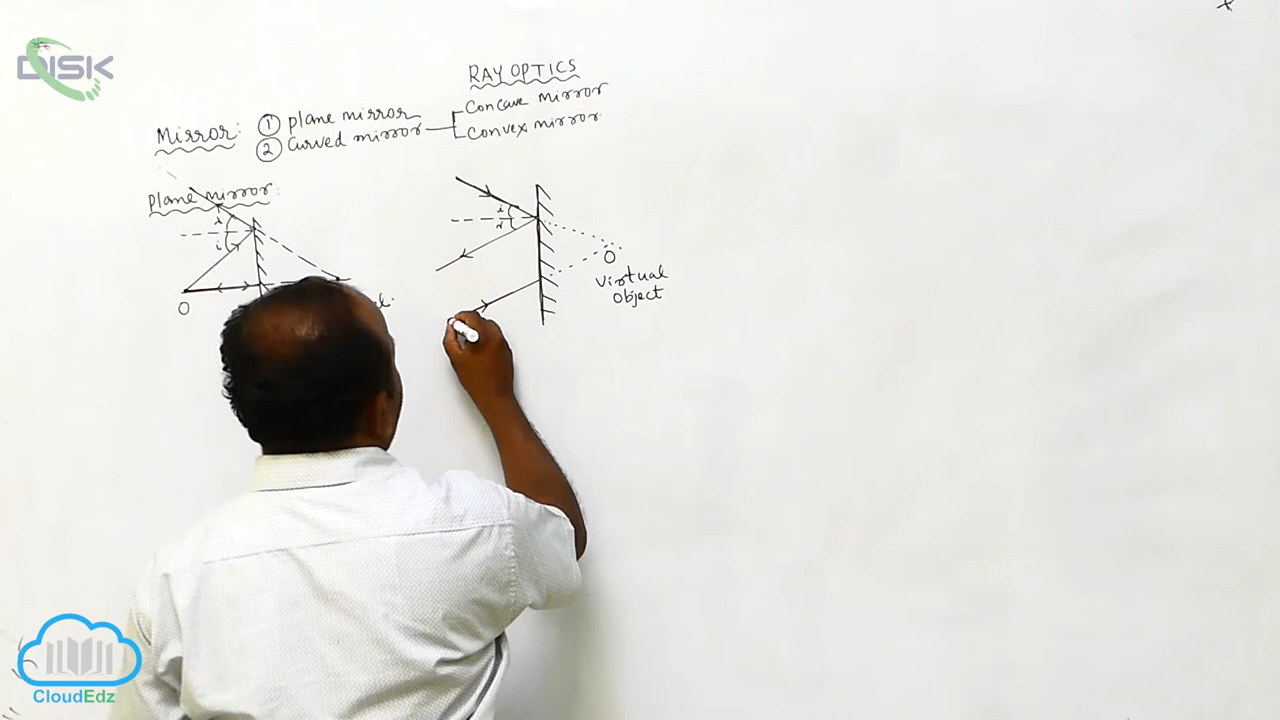 DISK
RAY OPTICS
Mirror: ① plane mirror
② Curved mirror
Concave mirror
Convex mirror
Plane mirror:
i
r
O
O
Virtual
Object
CloudEdz